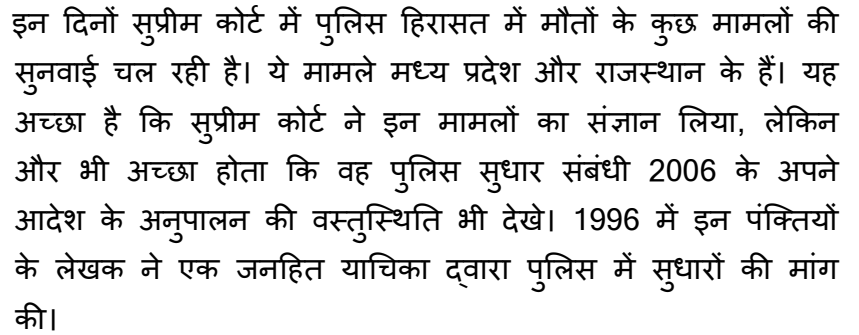 इन दिनों सुप्रीम कोर्ट में पुलिस हिरासत में मौतों के कुछ मामलों की
सुनवाई चल रही है। ये मामले मध्य प्रदेश और राजस्थान के हैं। यह
अच्छा है कि सुप्रीम कोर्ट ने इन मामलों का संज्ञान लिया, लेकिन
और भी अच्छा होता कि वह पुलिस सुधार संबंधी 2006 के अपने
आदेश के अनुपालन की वस्तुस्थिति भी देखे। 1996 में इन पंक्तियों
के लेखक ने एक जनहित याचिका द्वारा पुलिस में सुधारों की मांग
की।